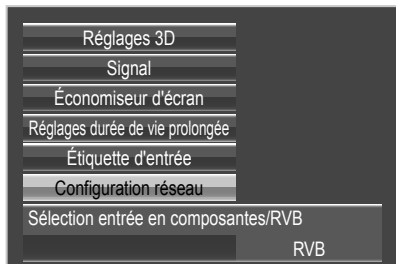 Réglages 3D
Signal
Économiseur d'écran
Réglages durée de vie prolongée
Étiquette d'entrée
Configuration réseau
Sélection entrée en composantes/RVB
RVB